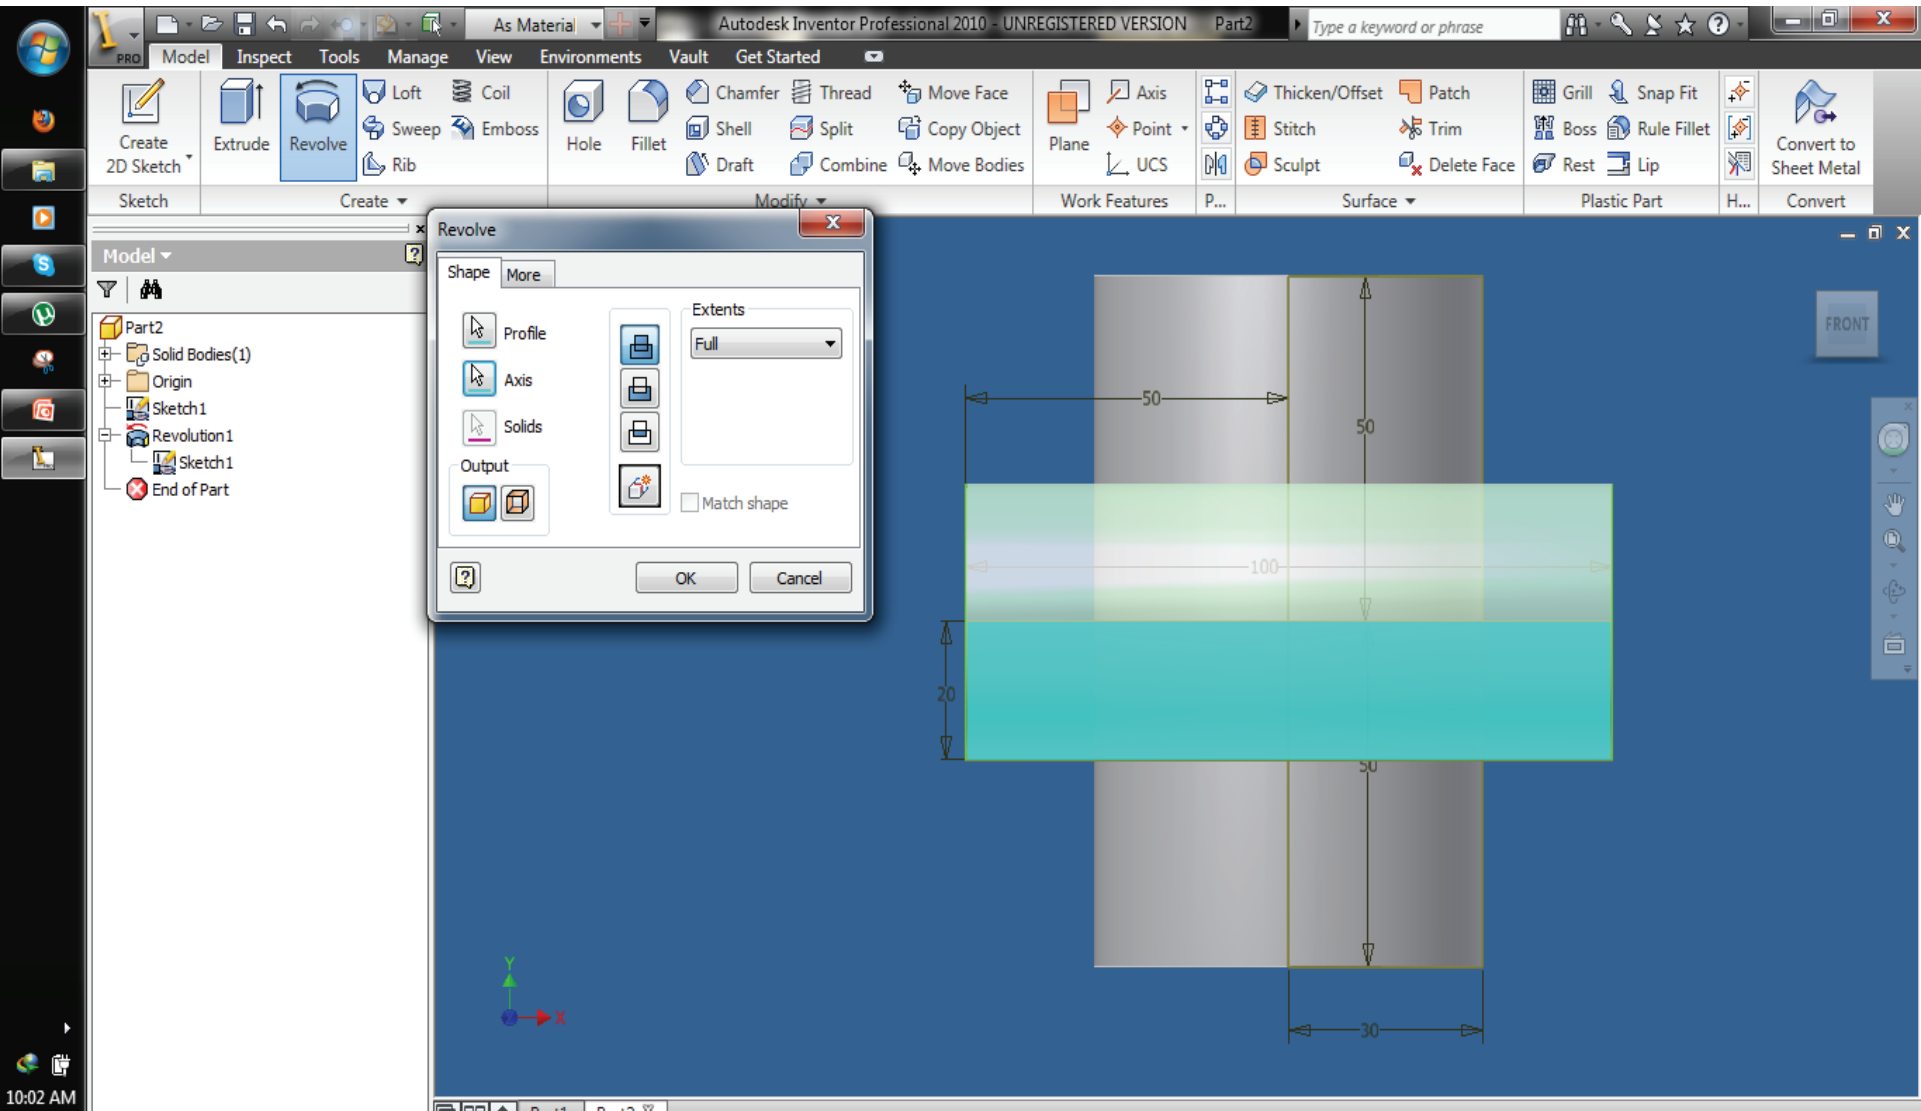 As Material
Autodesk Inventor Professional 2010 - UNREGISTERED VERSION Part2
Type a keyword or phrase
PRO
Model Inspect Tools Manage View Environments Vault Get Started
Create 2D Sketch
Extrude
Revolve
Loft
Coil
Sweep
Emboss
Rib
Hole
Fillet
Chamfer
Thread
Move Face
Shell
Split
Copy Object
Draft
Combine
Move Bodies
Plane
Axis
Point
UCS
Thicken/Offset
Patch
Stitch
Trim
Sculpt
Delete Face
Grill
Snap Fit
Boss
Rule Fillet
Rest
Lip
Convert to Sheet Metal
Sketch Create Modify Work Features P... Surface Plastic Part H... Convert
Model
Part2
Solid Bodies(1)
Origin
Sketch1
Revolution1
Sketch1
End of Part
Revolve
Shape More
Profile
Axis
Solids
Output
Extents
Full
Match shape
OK Cancel
FRONT
50
50
100
20
50
30
Y
X
10:02 AM